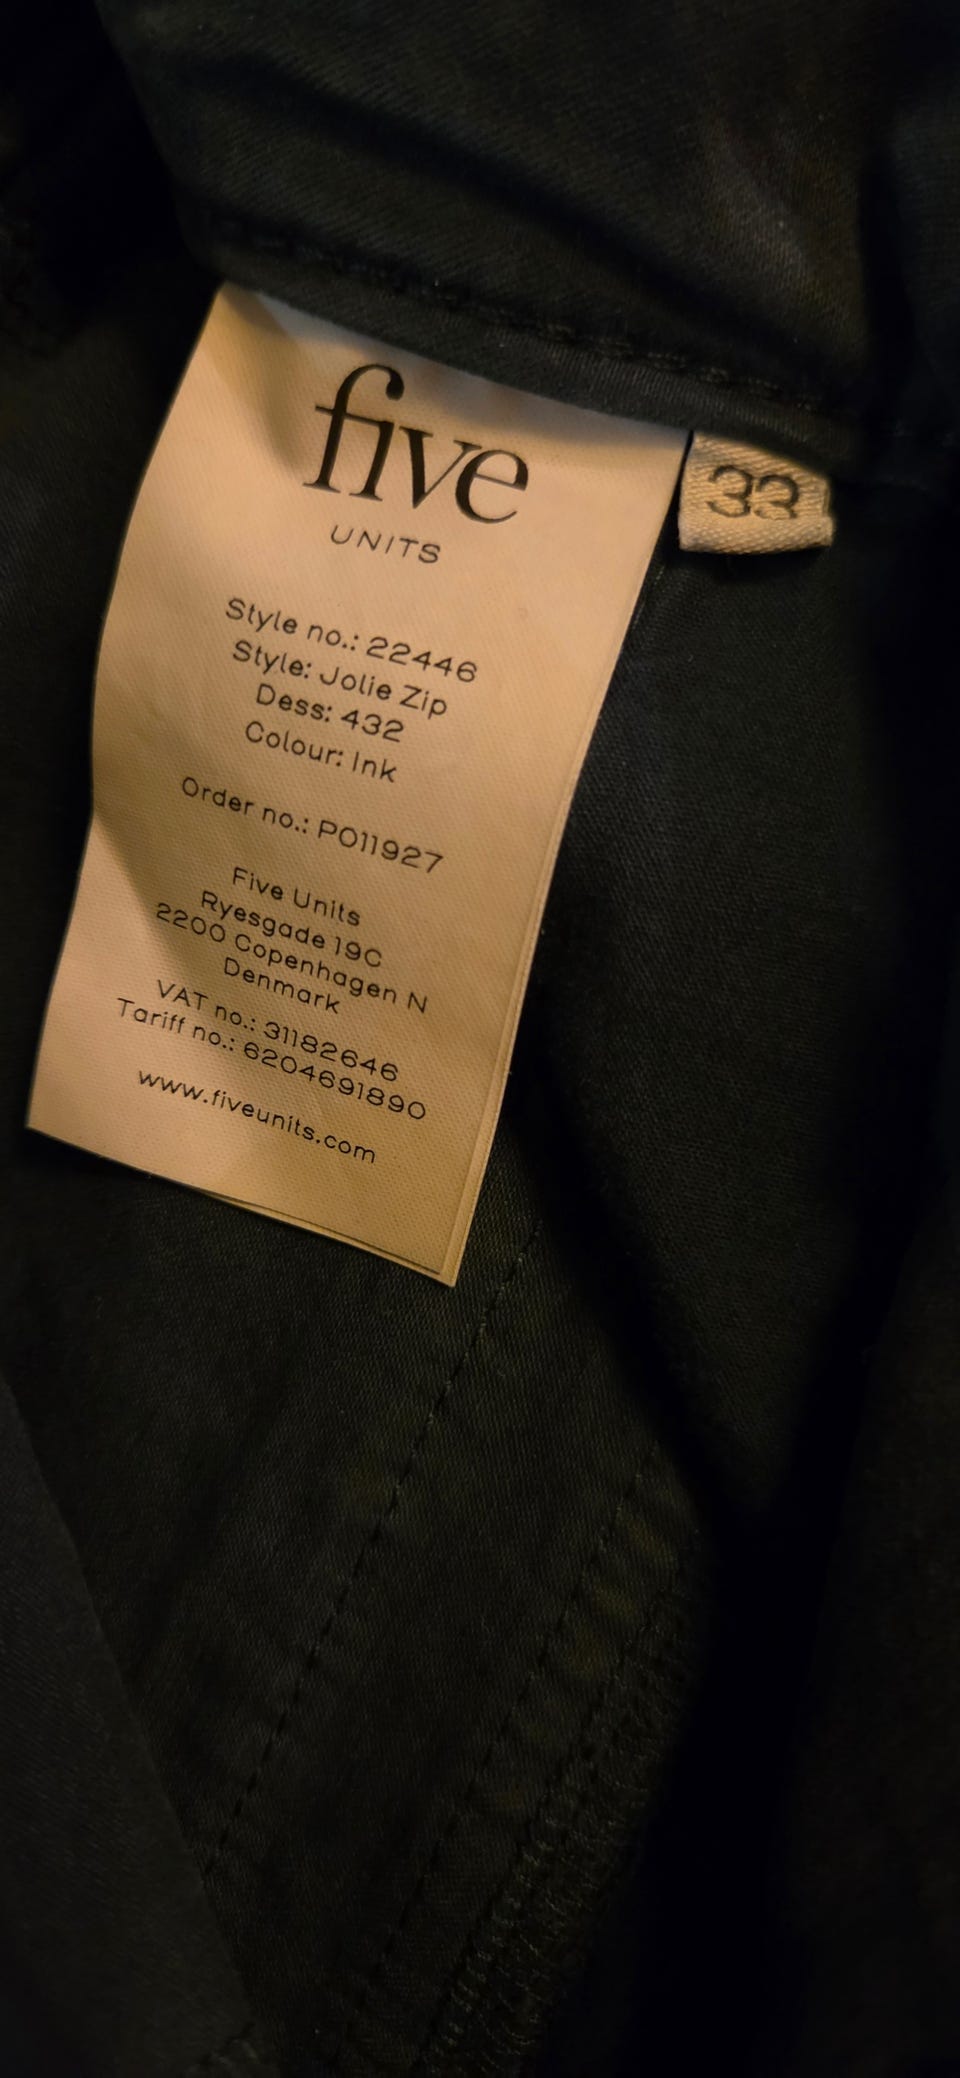 five
UNITS
33
Style no.: 22446
Style: Jolie Zip
Dess: 432
Colour: Ink
Order no.: PO11927
Five Units
Ryesgade 19C
2200 Copenhagen N
Denmark
VAT no.: 31182646
Tariff no.: 6204691890
www.fiveunits.com